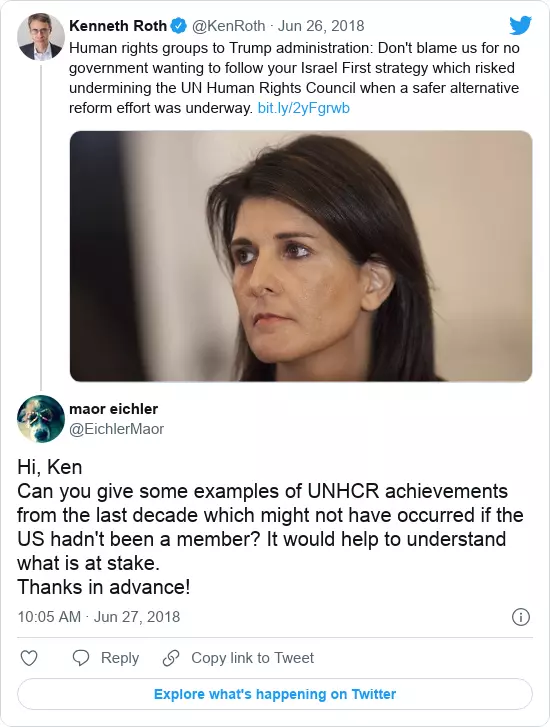 Kenneth Roth @KenRoth · Jun 26, 2018
Human rights groups to Trump administration: Don't blame us for no
government wanting to follow your Israel First strategy which risked
undermining the UN Human Rights Council when a safer alternative
reform effort was underway. bit.ly/2yFgrwb
maor eichler
@EichlerMaor
Hi, Ken
Can you give some examples of UNHCR achievements
from the last decade which might not have occurred if the
US hadn't been a member? It would help to understand
what is at stake.
Thanks in advance!
10:05 AM · Jun 27, 2018
Reply Copy link to Tweet
Explore what's happening on Twitter